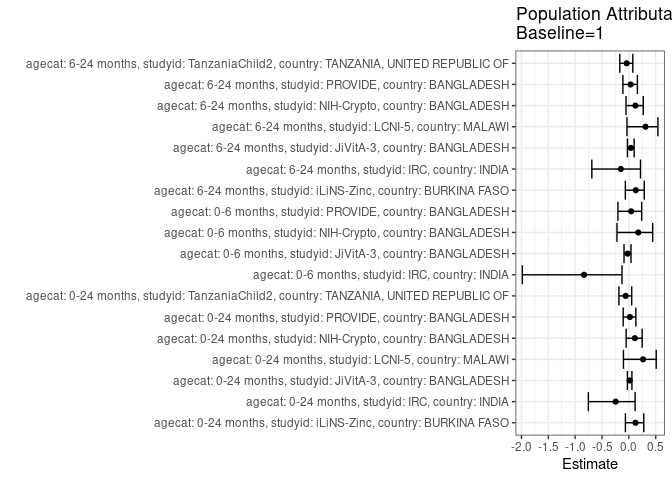 Population Attributa
Baseline=1
agecat: 6-24 months, studyid: TanzaniaChild2, country: TANZANIA, UNITED REPUBLIC OF
agecat: 6-24 months, studyid: PROVIDE, country: BANGLADESH
agecat: 6-24 months, studyid: NIH-Crypto, country: BANGLADESH
agecat: 6-24 months, studyid: LCNI-5, country: MALAWI
agecat: 6-24 months, studyid: JiVitA-3, country: BANGLADESH
agecat: 6-24 months, studyid: IRC, country: INDIA
agecat: 6-24 months, studyid: iLiNS-Zinc, country: BURKINA FASO
agecat: 0-6 months, studyid: PROVIDE, country: BANGLADESH
agecat: 0-6 months, studyid: NIH-Crypto, country: BANGLADESH
agecat: 0-6 months, studyid: JiVitA-3, country: BANGLADESH
agecat: 0-6 months, studyid: IRC, country: INDIA
agecat: 0-24 months, studyid: TanzaniaChild2, country: TANZANIA, UNITED REPUBLIC OF
agecat: 0-24 months, studyid: PROVIDE, country: BANGLADESH
agecat: 0-24 months, studyid: NIH-Crypto, country: BANGLADESH
agecat: 0-24 months, studyid: LCNI-5, country: MALAWI
agecat: 0-24 months, studyid: JiVitA-3, country: BANGLADESH
agecat: 0-24 months, studyid: IRC, country: INDIA
agecat: 0-24 months, studyid: iLiNS-Zinc, country: BURKINA FASO
-2.0 -1.5 -1.0 -0.5 0.0 0.5
Estimate